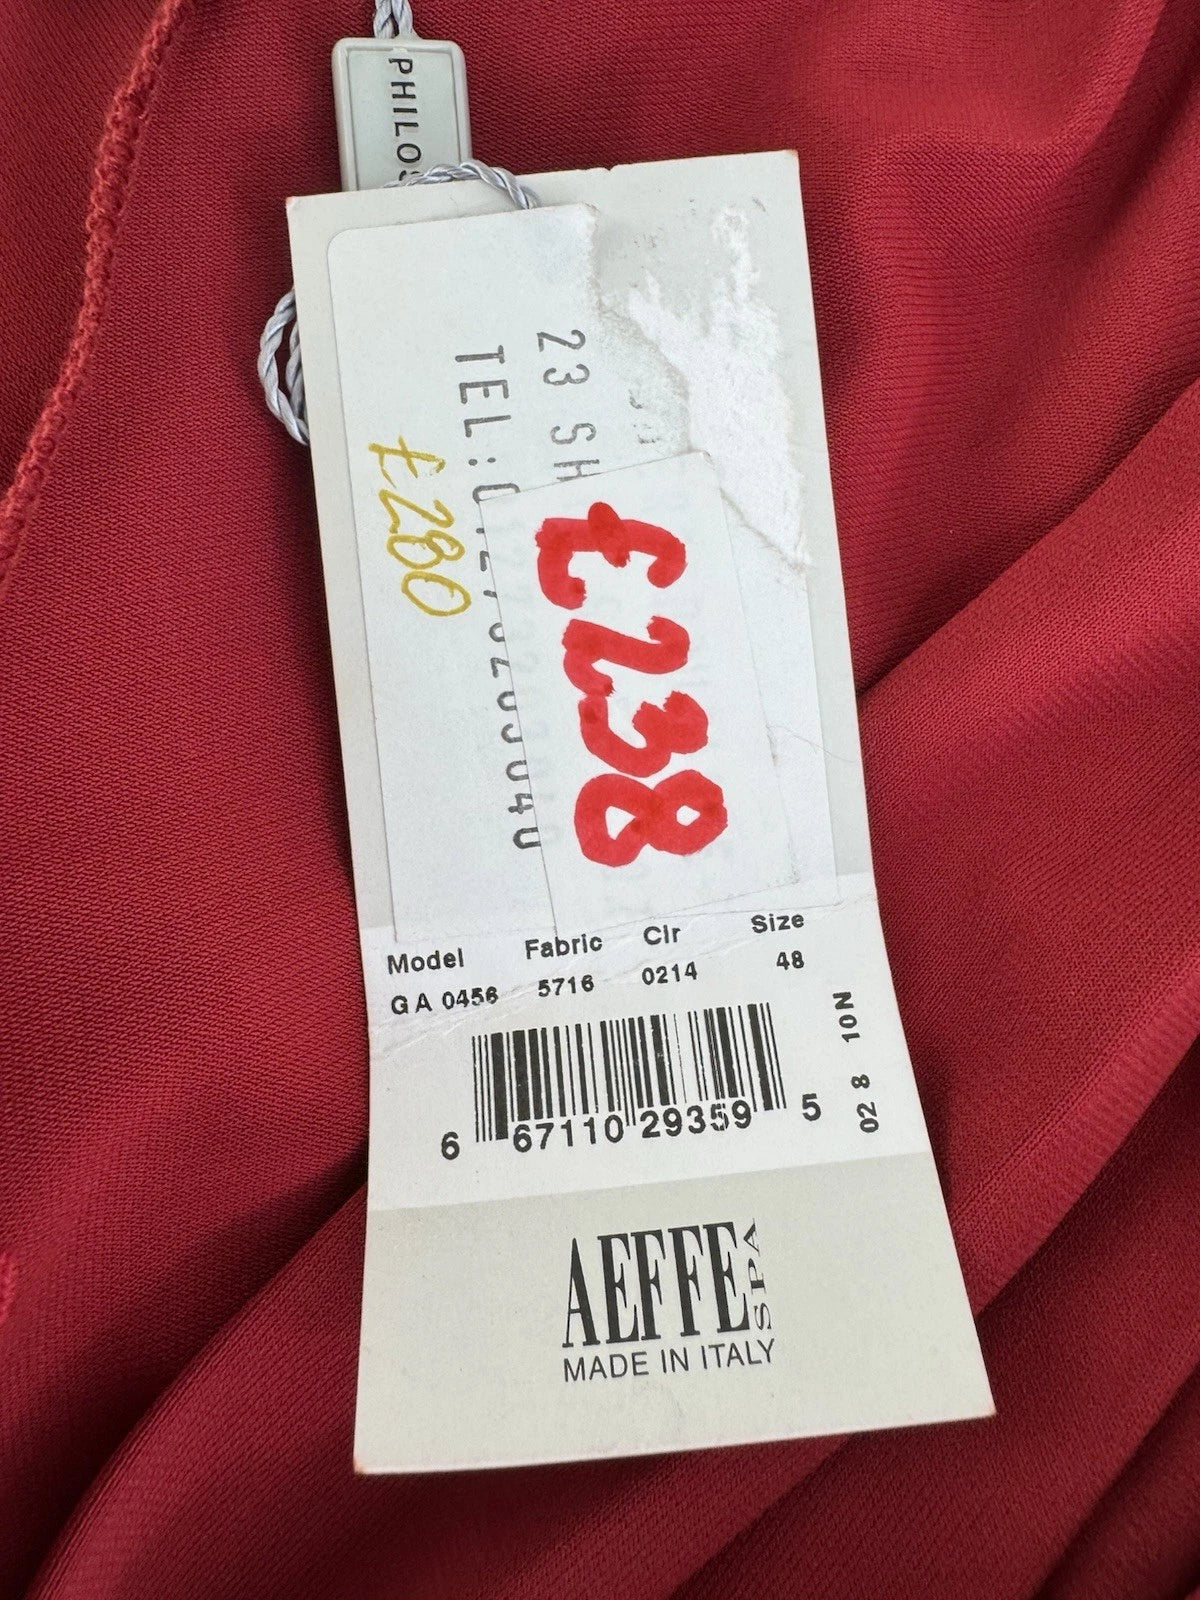 PHILOS
23 SH
TEL:
£280
£238
Model Fabric Clr Size
GA 0456 5716 0214 48
02 8 10N
6 67110 29359 5
AEFFE SPA
MADE IN ITALY